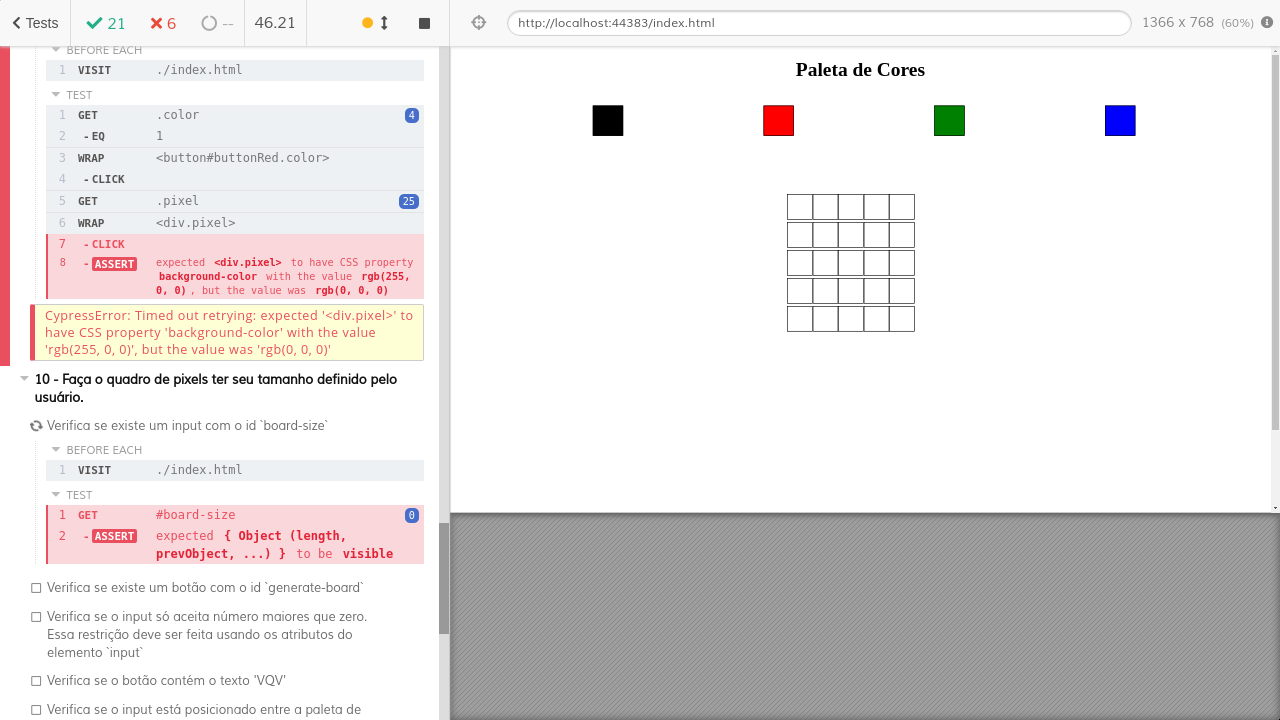 Tests 21 6 -- 46.21
http://localhost:44383/index.html 1366 x 768 (60%)
BEFORE EACH
1 VISIT ./index.html
TEST
1 GET .color 4
2 - EQ 1
3 WRAP <button#buttonRed.color>
4 - CLICK
5 GET .pixel 25
6 WRAP <div.pixel>
7 - CLICK
8 - ASSERT expected <div.pixel> to have CSS property
background-color with the value rgb(255,
0, 0) , but the value was rgb(0, 0, 0)
CypressError: Timed out retrying: expected '<div.pixel>' to
have CSS property 'background-color' with the value
'rgb(255, 0, 0)', but the value was 'rgb(0, 0, 0)'
10 - Faça o quadro de pixels ter seu tamanho definido pelo
usuário.
Verifica se existe um input com o id `board-size`
BEFORE EACH
1 VISIT ./index.html
TEST
1 GET #board-size 0
2 - ASSERT expected { Object (length,
prevObject, ...) } to be visible
Verifica se existe um botão com o id `generate-board`
Verifica se o input só aceita número maiores que zero.
Essa restrição deve ser feita usando os atributos do
elemento `input`
Verifica se o botão contém o texto 'VQV'
Verifica se o input está posicionado entre a paleta de
Paleta de Cores